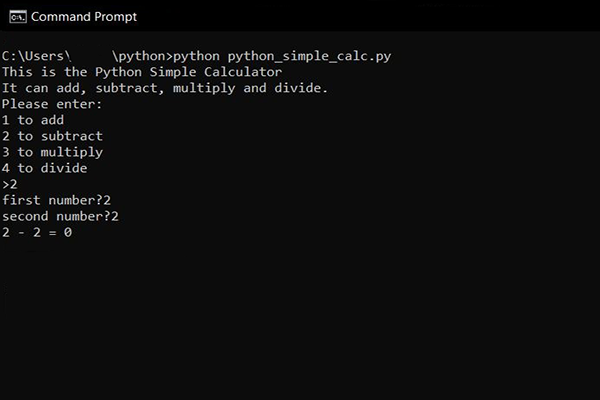 Command Prompt
C:\Users\ \python>python python_simple_calc.py
This is the Python Simple Calculator
It can add, subtract, multiply and divide.
Please enter:
1 to add
2 to subtract
3 to multiply
4 to divide
>2
first number?2
second number?2
2 - 2 = 0